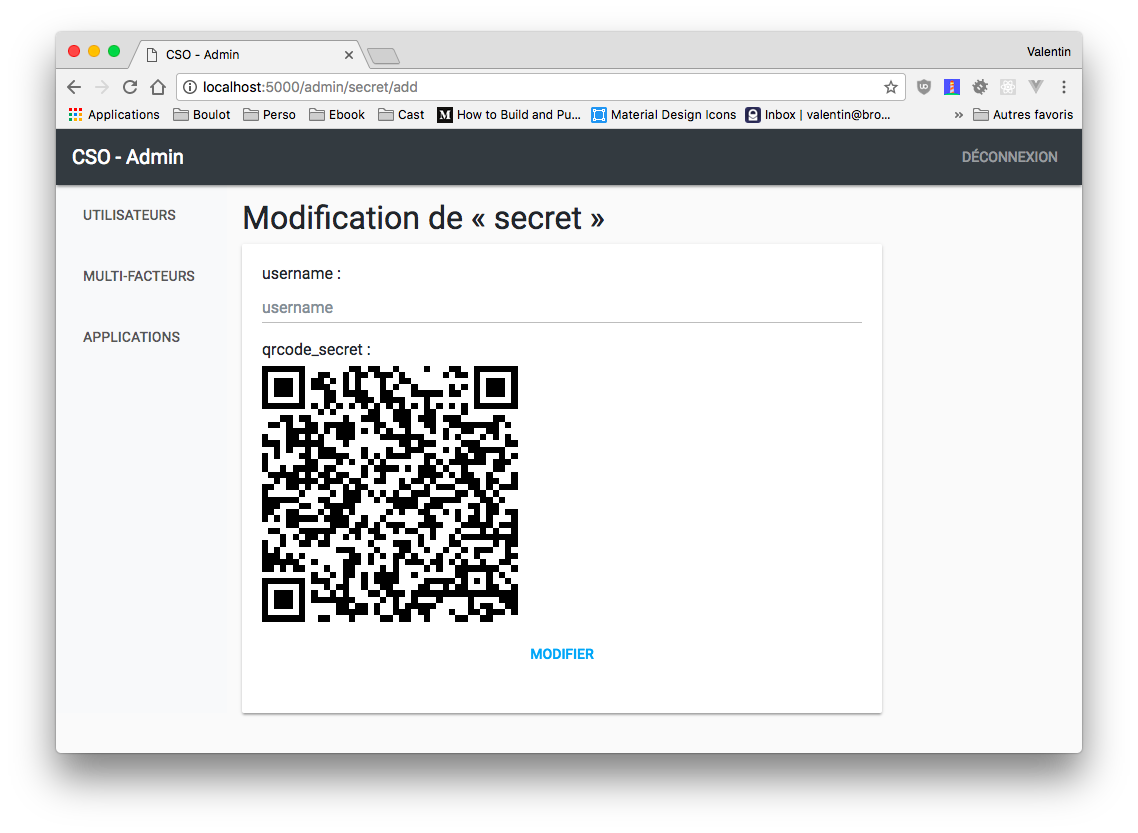 CSO - Admin
Valentin
localhost:5000/admin/secret/add
Applications Boulot Perso Ebook Cast How to Build and Pu... Material Design Icons Inbox | valentin@bro... » Autres favoris
CSO - Admin DÉCONNEXION
UTILISATEURS
MULTI-FACTEURS
APPLICATIONS
Modification de « secret »
username :
username
qrcode_secret :
MODIFIER